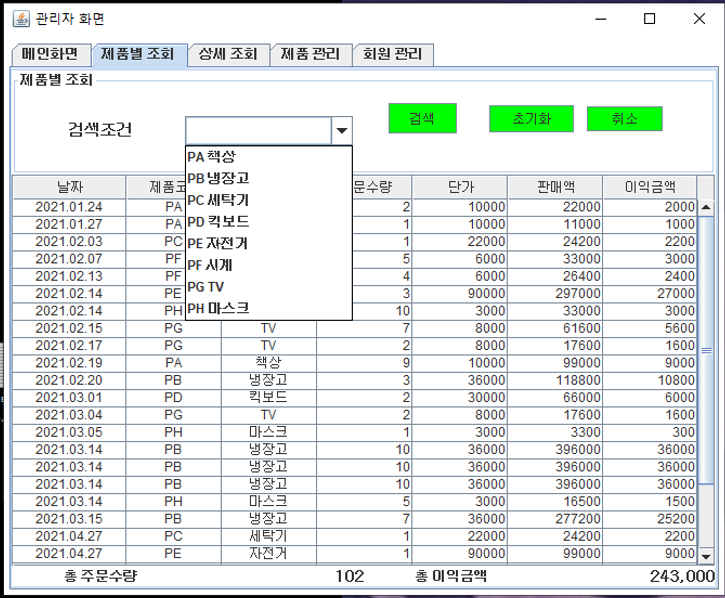 관리자 화면
메인화면 제품별 조회 상세 조회 제품 관리 회원 관리
제품별 조회
검색조건 검색 초기화 취소
PA 책상
PB 냉장고
PC 세탁기
PD 킥보드
PE 자전거
PF 시계
PG TV
PH 마스크
날짜 제품코 문수량 단가 판매액 이익금액
2021.01.24 PA 2 10000 22000 2000
2021.01.27 PA 1 10000 11000 1000
2021.02.03 PC 1 22000 24200 2200
2021.02.07 PF 5 6000 33000 3000
2021.02.13 PF 4 6000 26400 2400
2021.02.14 PE 3 90000 297000 27000
2021.02.14 PH 10 3000 33000 3000
2021.02.15 PG TV 7 8000 61600 5600
2021.02.17 PG TV 2 8000 17600 1600
2021.02.19 PA 책상 9 10000 99000 9000
2021.02.20 PB 냉장고 3 36000 118800 10800
2021.03.01 PD 킥보드 2 30000 66000 6000
2021.03.04 PG TV 2 8000 17600 1600
2021.03.05 PH 마스크 1 3000 3300 300
2021.03.14 PB 냉장고 10 36000 396000 36000
2021.03.14 PB 냉장고 10 36000 396000 36000
2021.03.14 PB 냉장고 10 36000 396000 36000
2021.03.14 PH 마스크 5 3000 16500 1500
2021.03.15 PB 냉장고 7 36000 277200 25200
2021.04.27 PC 세탁기 1 22000 24200 2200
2021.04.27 PE 자전거 1 90000 99000 9000
총 주문수량 102 총 이익금액 243,000